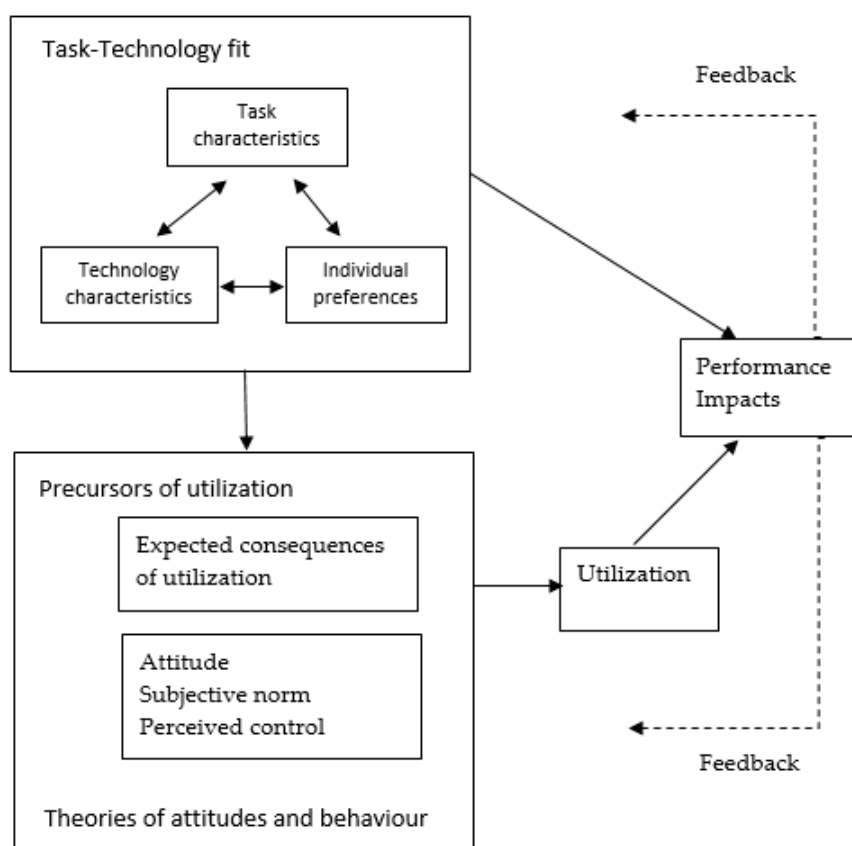 Task-Technology fit
Feedback
Task
characteristics
Technology
characteristics
Individual
preferences
Performance
Impacts
Precursors of utilization
Expected consequences
of utilization
Utilization
Attitude
Subjective norm
Perceived control
Feedback
Theories of attitudes and behaviour